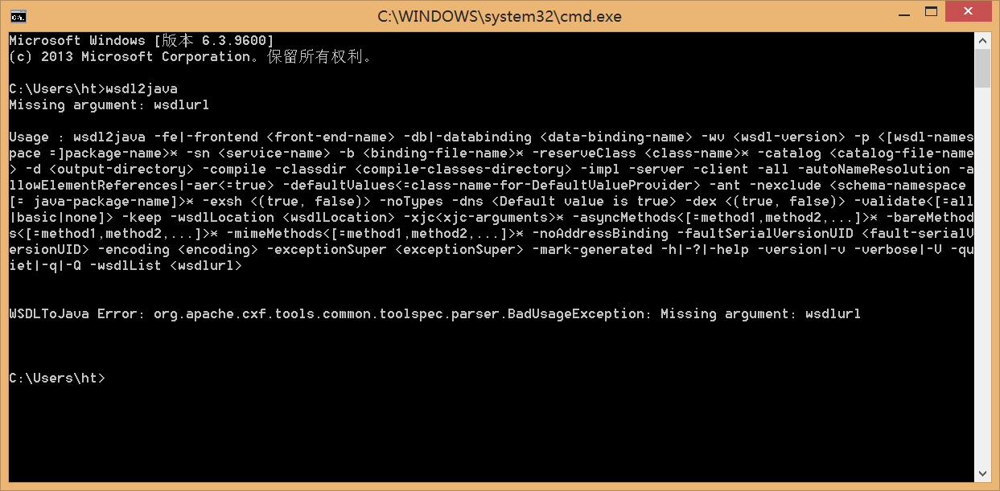 C:\WINDOWS\system32\cmd.exe
Microsoft Windows [版本 6.3.9600]
(c) 2013 Microsoft Corporation。保留所有权利。
C:\Users\ht>wsdl2java
Missing argument: wsdlurl
Usage : wsdl2java -fe|-frontend <front-end-name> -db|-databinding <data-binding-name> -wv <wsdl-version> -p <[wsdl-names
pace =]package-name>* -sn <service-name> -b <binding-file-name>* -reserveClass <class-name>* -catalog <catalog-file-name
> -d <output-directory> -compile -classdir <compile-classes-directory> -impl -server -client -all -autoNameResolution -a
llowElementReferences|-aer<=true> -defaultValues<=class-name-for-DefaultValueProvider> -ant -nexclude <schema-namespace
[= java-package-name]>* -exsh <(true, false)> -noTypes -dns <Default value is true> -dex <(true, false)> -validate<[=all
|basic|none]> -keep -wsdlLocation <wsdlLocation> -xjc<xjc-arguments>* -asyncMethods<[=method1,method2,...]>* -bareMethod
s<[=method1,method2,...]>* -mimeMethods<[=method1,method2,...]>* -noAddressBinding -faultSerialVersionUID <fault-serialV
ersionUID> -encoding <encoding> -exceptionSuper <exceptionSuper> -mark-generated -h|-?|-help -version|-v -verbose|-V -qu
iet|-q|-Q -wsdlList <wsdlurl>
WSDLToJava Error: org.apache.cxf.tools.common.toolspec.parser.BadUsageException: Missing argument: wsdlurl
C:\Users\ht>